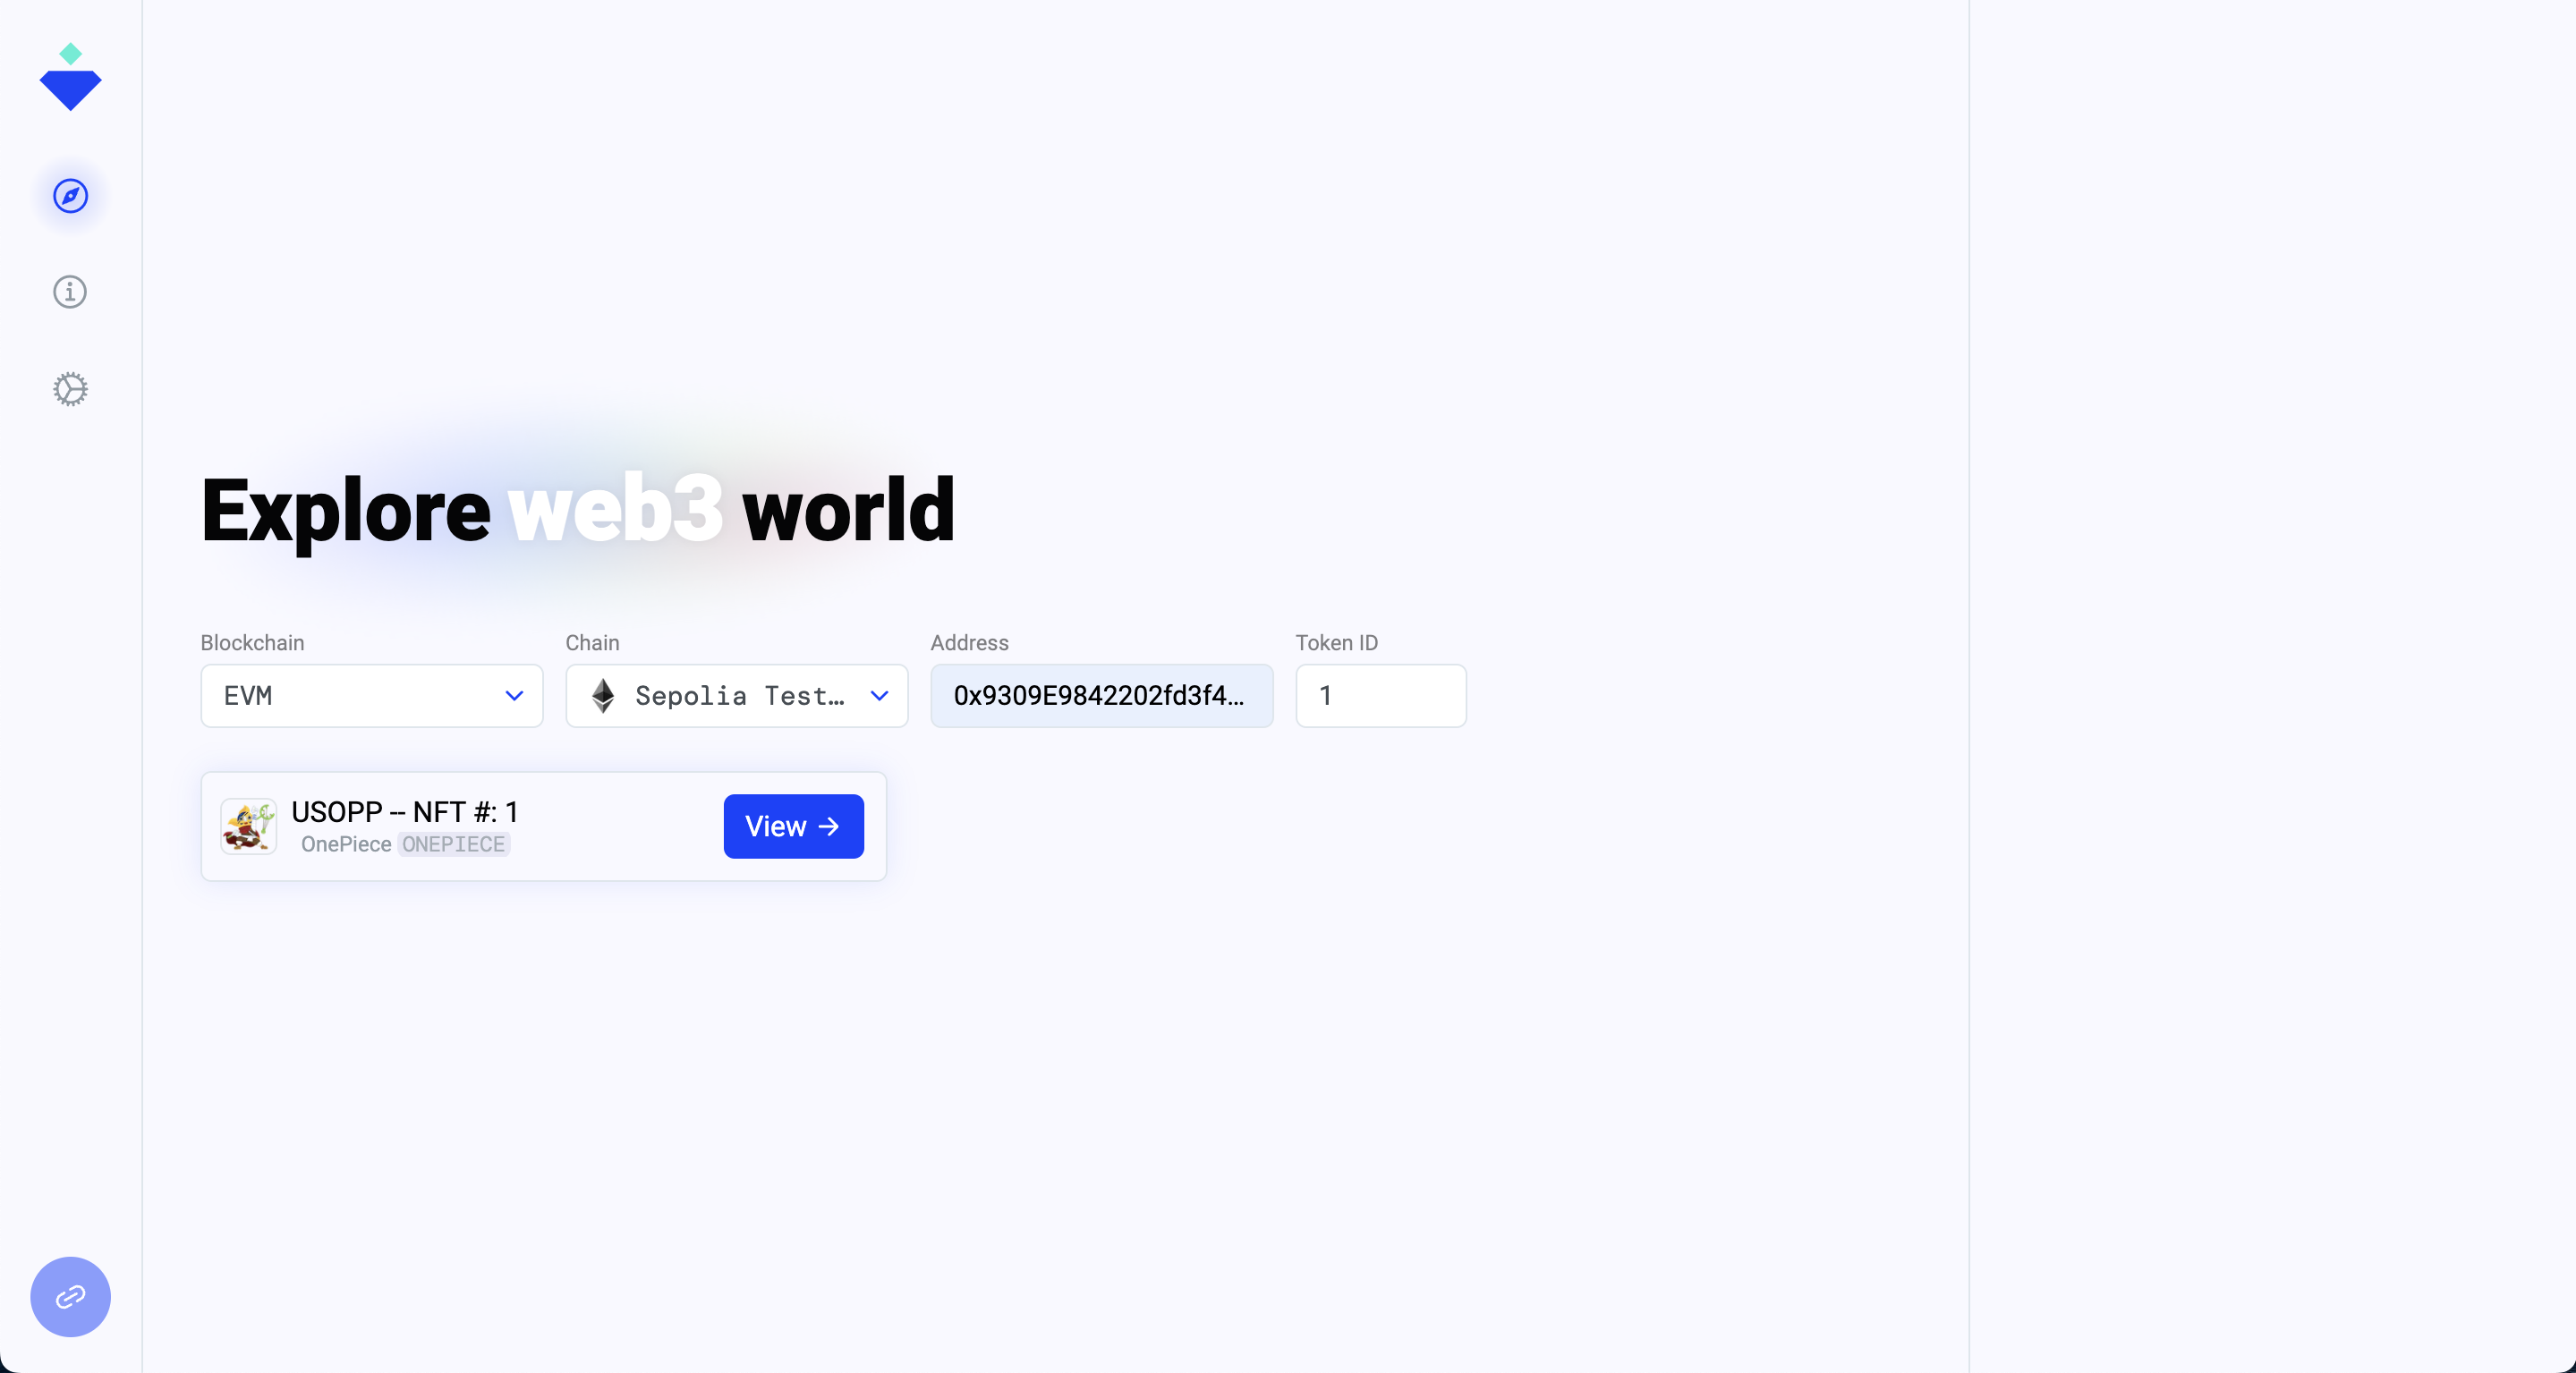 Explore web3 world
Blockchain
Chain
Address
Token ID
EVM
Sepolia Test…
0x9309E9842202fd3f4...
1
USOPP -- NFT #: 1
OnePiece ONEPIECE
View →